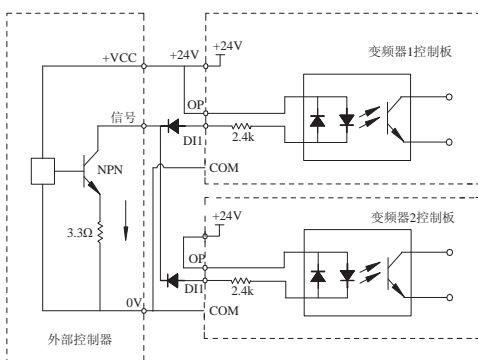 +24V
变频器1控制板
+VCC
+24V
OP
信号
DI1
2.4k
NPN
COM
+24V
变频器2控制板
3.3Ω
OP
DI1
2.4k
0V
COM
外部控制器